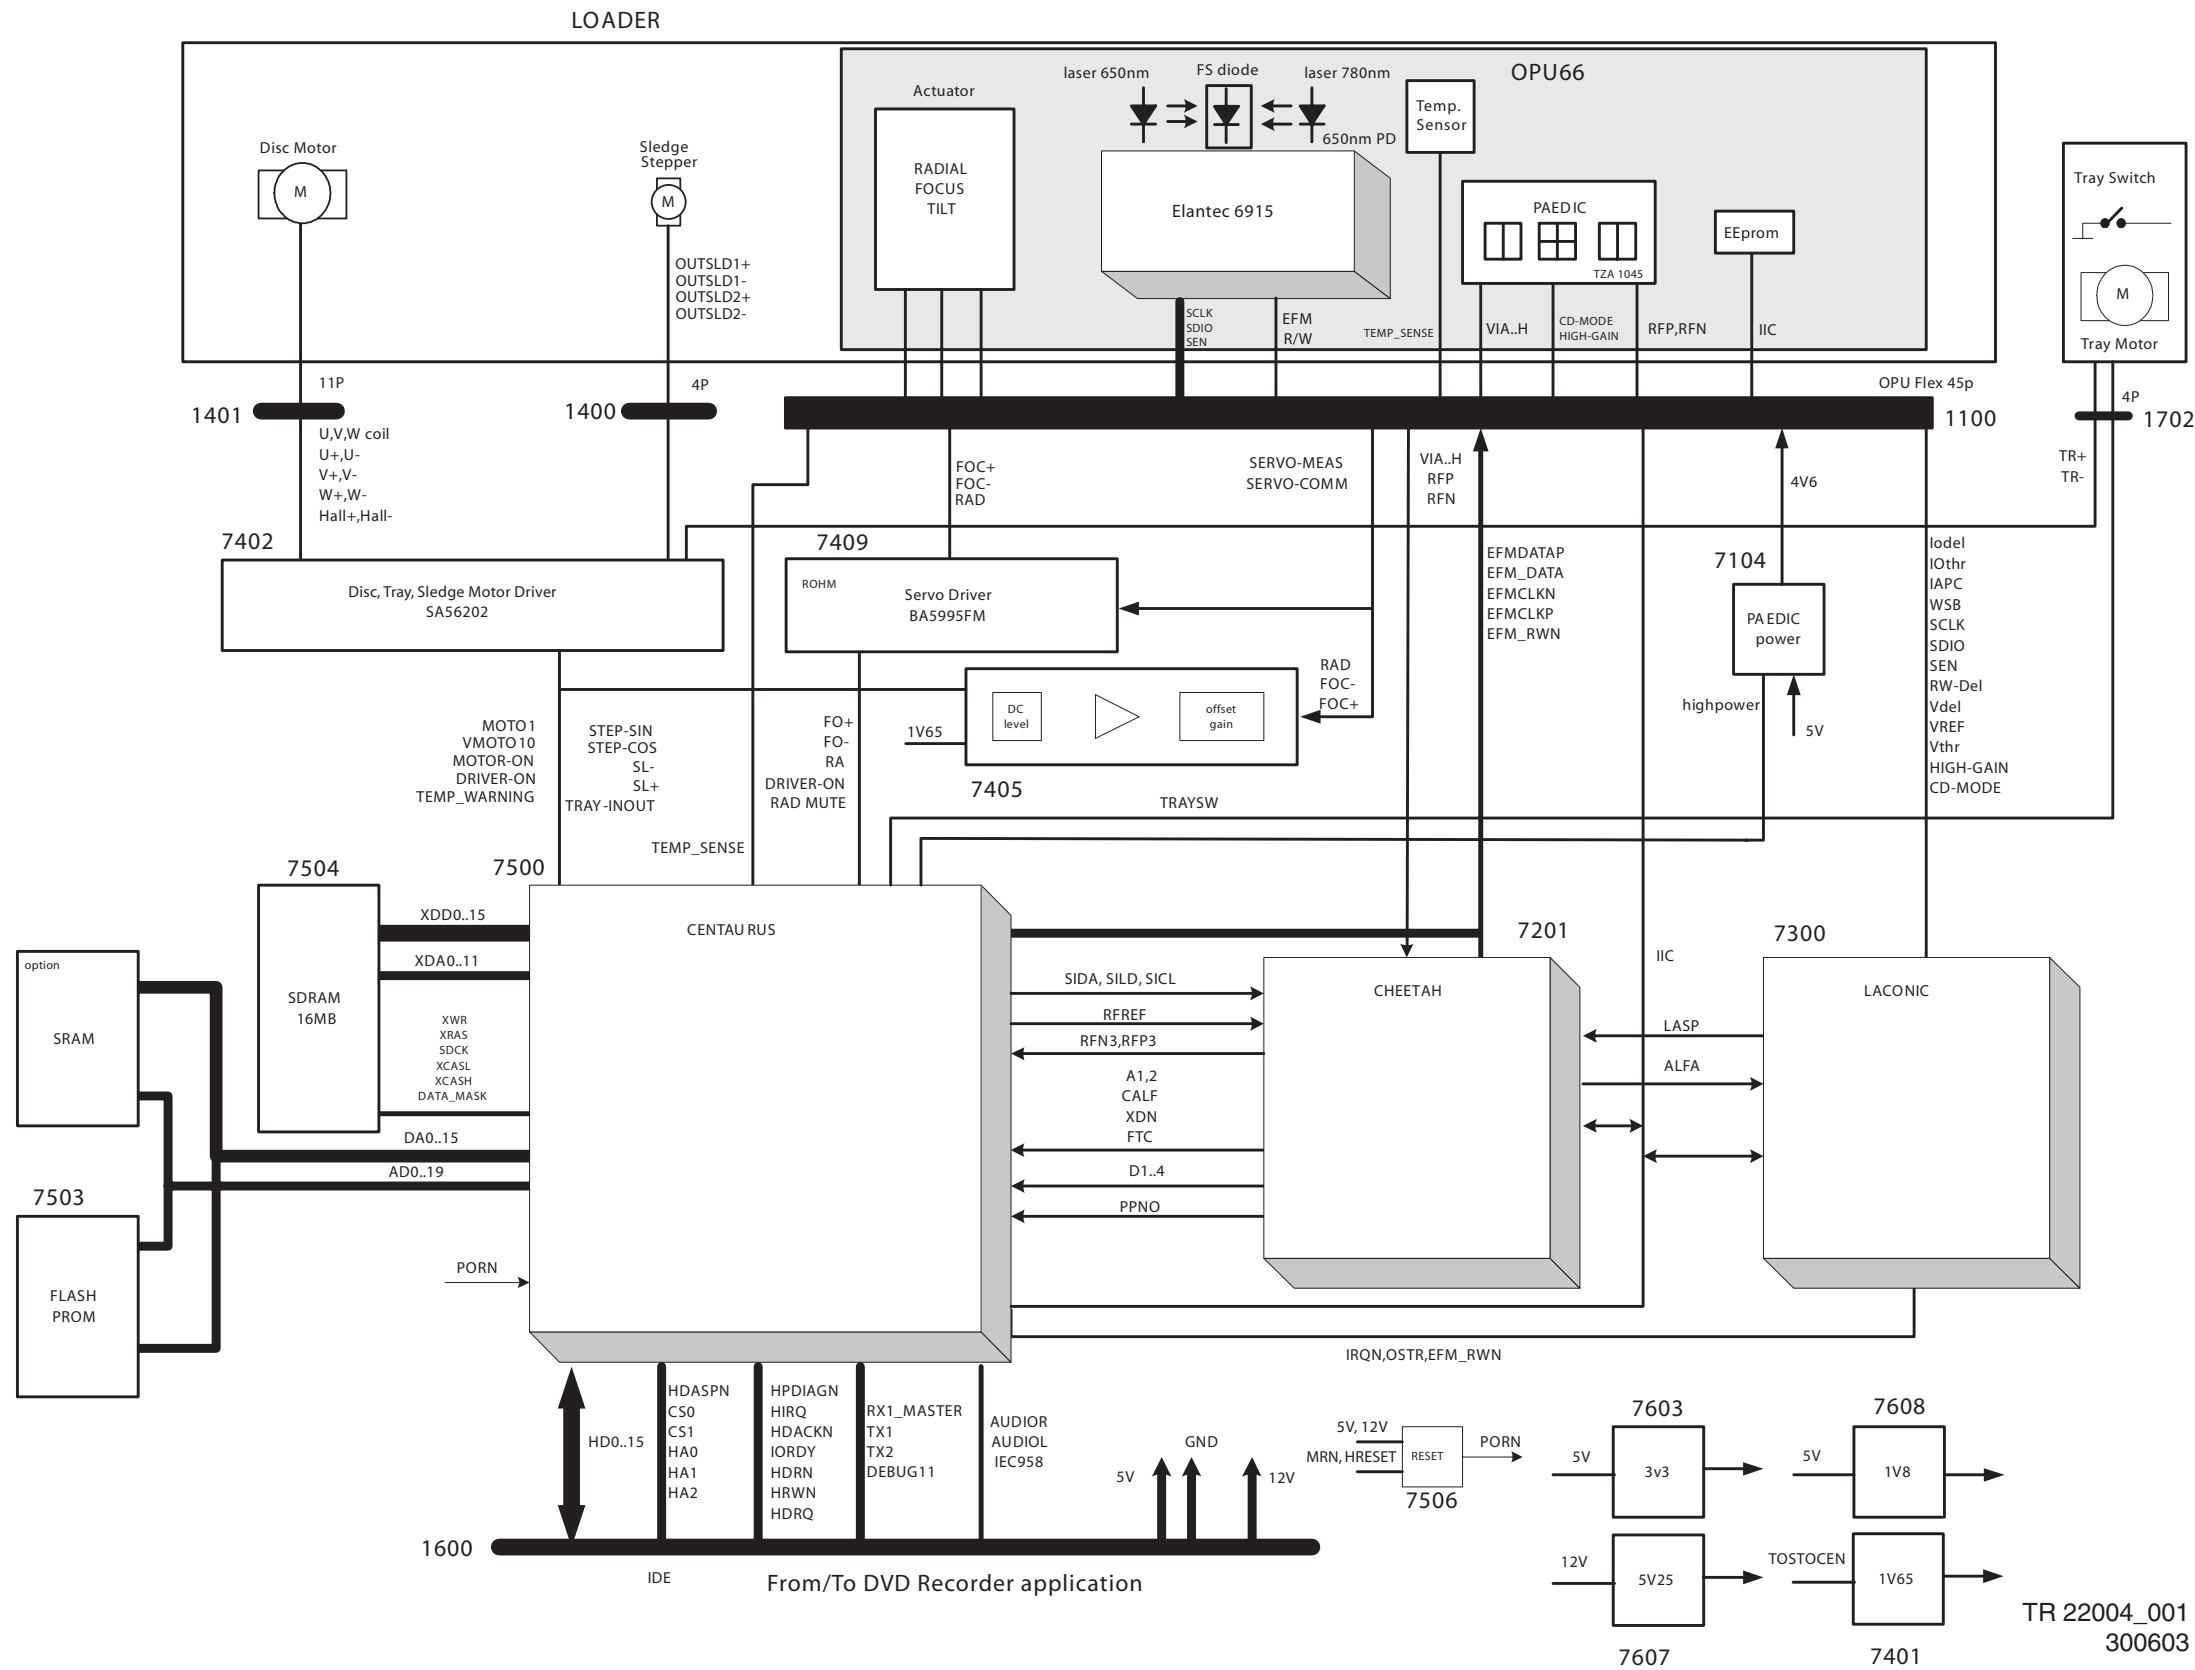 LOADER
OPU66
laser 650nm
FS diode
laser 780nm
650nm PD
Actuator
RADIAL
FOCUS
TILT
Temp.
Sensor
Elantec 6915
PAEDIC
TZA 1045
EEprom
Disc Motor
M
Sledge
Stepper
M
OUTSLD1+
OUTSLD1-
OUTSLD2+
OUTSLD2-
Tray Switch
M
Tray Motor
SCLK
SDIO
SEN
EFM
R/W
TEMP_SENSE
VIA..H
CD-MODE
HIGH-GAIN
RFP,RFN
IIC
11P
1401
4P
1400
OPU Flex 45p
1100
4P
1702
U,V,W coil
U+,U-
V+,V-
W+,W-
Hall+,Hall-
FOC+
FOC-
RAD
SERVO-MEAS
SERVO-COMM
VIA..H
RFP
RFN
4V6
TR+
TR-
7402
Disc, Tray, Sledge Motor Driver
SA56202
7409
ROHM
Servo Driver
BA5995FM
EFMDATAP
EFM_DATA
EFMCLKN
EFMCLKP
EFM_RWN
7104
PAEDIC
power
highpower
5V
Iodel
IOthr
IAPC
WSB
SCLK
SDIO
SEN
RW-Del
Vdel
VREF
Vthr
HIGH-GAIN
CD-MODE
RAD
FOC-
FOC+
DC
level
offset
gain
1V65
7405
MOTO1
VMOTO10
MOTOR-ON
DRIVER-ON
TEMP_WARNING
STEP-SIN
STEP-COS
SL-
SL+
TRAY-INOUT
FO+
FO-
RA
DRIVER-ON
RAD MUTE
TRAYSW
TEMP_SENSE
7504
SDRAM
16MB
7500
CENTAURUS
XDD0..15
XDA0..11
XWR
XRAS
SDCK
XCASL
XCASH
DATA_MASK
DA0..15
AD0..19
option
SRAM
7503
FLASH
PROM
PORN
7201
CHEETAH
SIDA, SILD, SICL
RFREF
RFN3,RFP3
A1,2
CALF
XDN
FTC
D1..4
PPNO
IIC
7300
LACONIC
LASP
ALFA
IRQN,OSTR,EFM_RWN
HD0..15
HDASPN
CS0
CS1
HA0
HA1
HA2
HPDIAGN
HIRQ
HDACKN
IORDY
HDRN
HRWN
HDRQ
RX1_MASTER
TX1
TX2
DEBUG11
AUDIOR
AUDIOL
IEC958
5V
GND
12V
1600
IDE
From/To DVD Recorder application
5V, 12V
MRN, HRESET
RESET
PORN
7506
7603
5V
3v3
7608
5V
1V8
12V
5V25
7607
TOSTOCEN
1V65
7401
TR 22004_001
300603